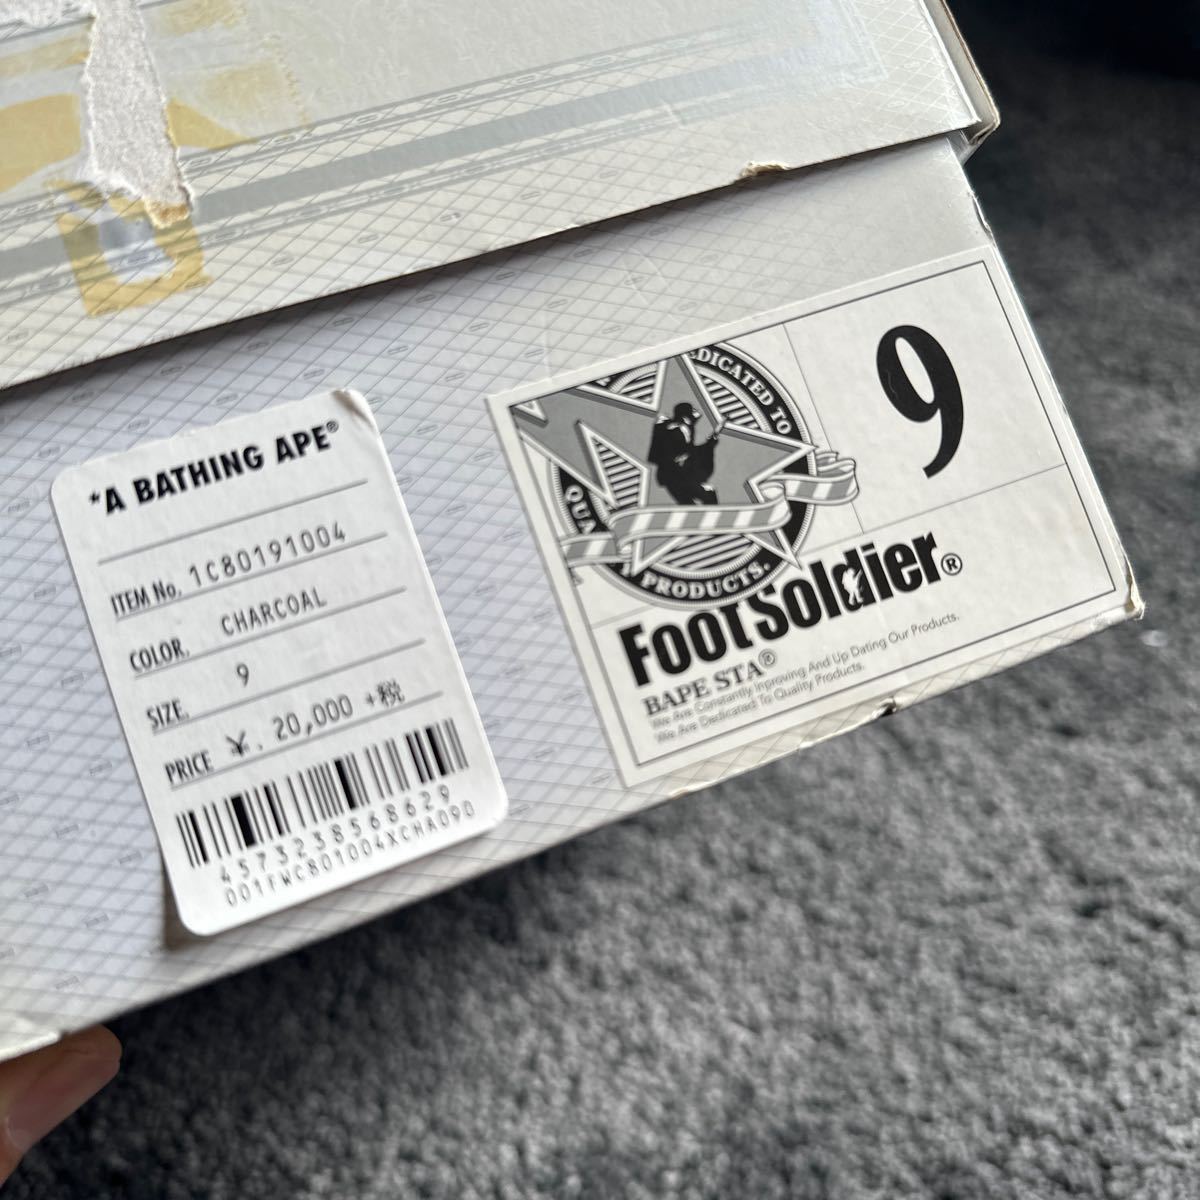 *A BATHING APE®
ITEM No. 1C80191004
COLOR. CHARCOAL
SIZE. 9
PRICE ¥. 20,000 +税
4573238568629
001FWC801004XCHA090
DEDICATED TO
QUA
PRODUCTS.
9
FootSoldier®
BAPE STA®
We Are Constantly Inproving And Up Dating Our Products.
We Are Dedicated To Quality Products.